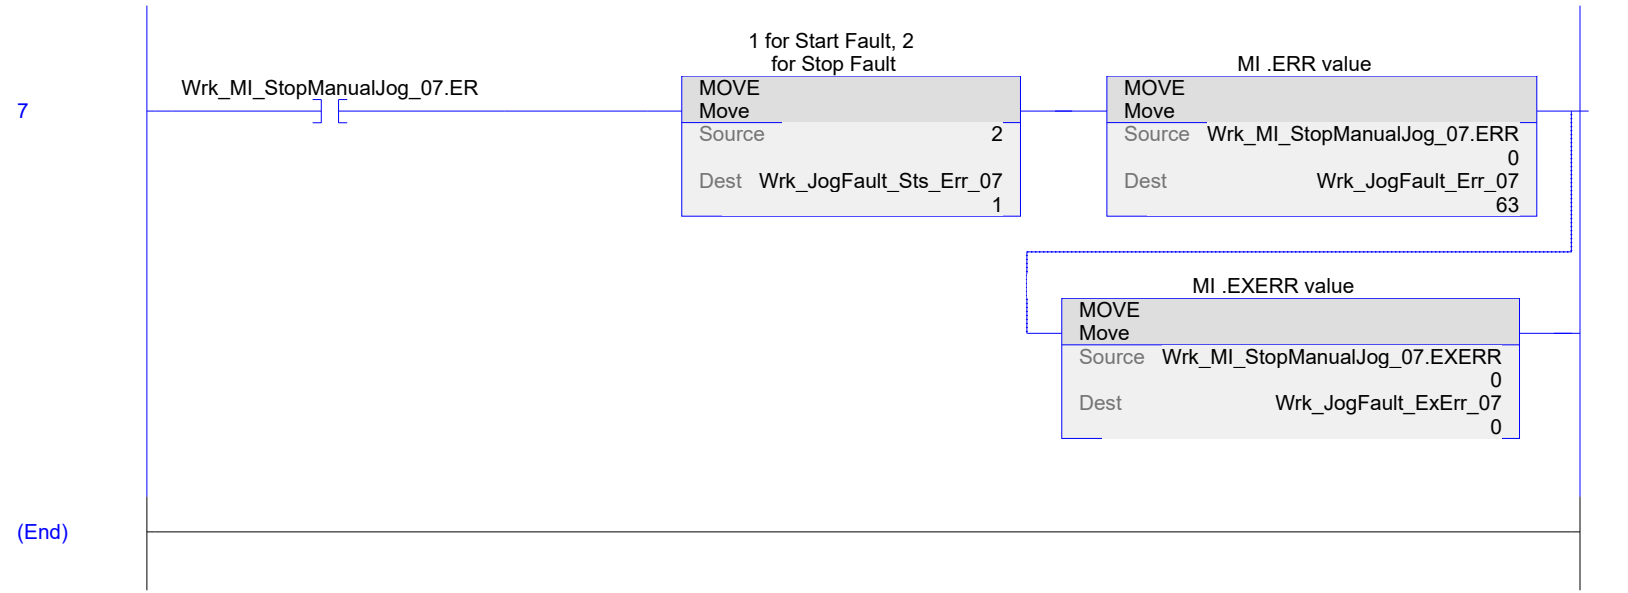 1 for Start Fault, 2
for Stop Fault
MI .ERR value
7
Wrk_MI_StopManualJog_07.ER
MOVE
Move
Source 2
Dest Wrk_JogFault_Sts_Err_07
1
MOVE
Move
Source Wrk_MI_StopManualJog_07.ERR
0
Dest Wrk_JogFault_Err_07
63
MI .EXERR value
MOVE
Move
Source Wrk_MI_StopManualJog_07.EXERR
0
Dest Wrk_JogFault_ExErr_07
0
(End)